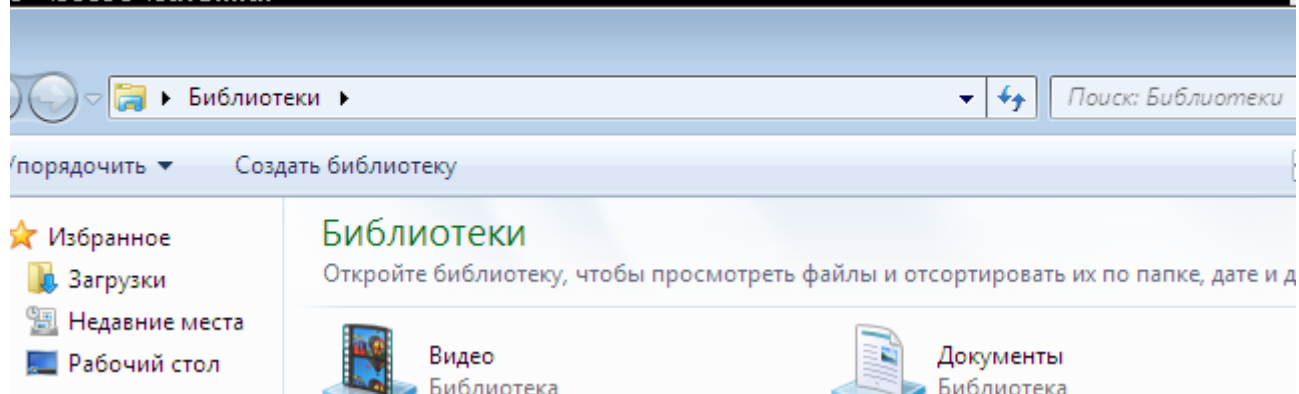 Библиотеки
Поиск: Библиотеки
Упорядочить
Создать библиотеку
Избранное
Загрузки
Недавние места
Рабочий стол
Библиотеки
Откройте библиотеку, чтобы просмотреть файлы и отсортировать их по папке, дате и д
Видео
Библиотека
Документы
Библиотека